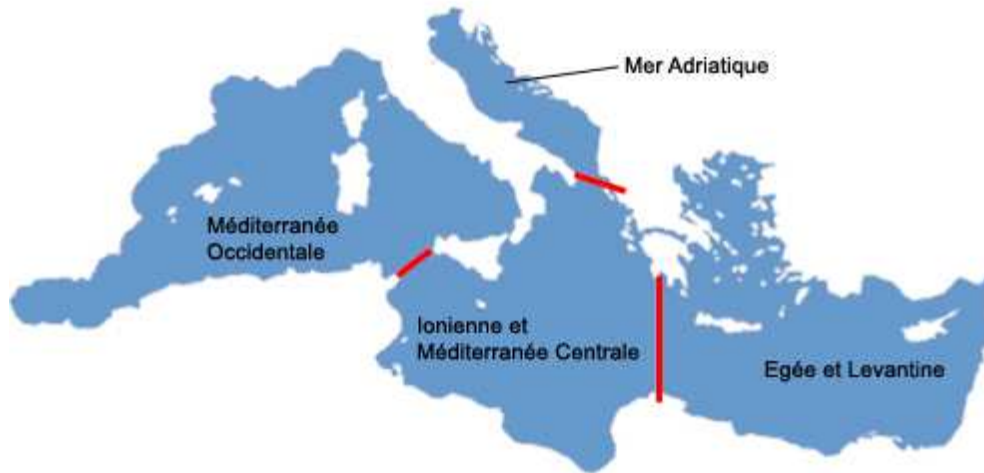 Mer Adriatique
Méditerranée
Occidentale
Ionienne et
Méditerranée Centrale
Egée et Levantine